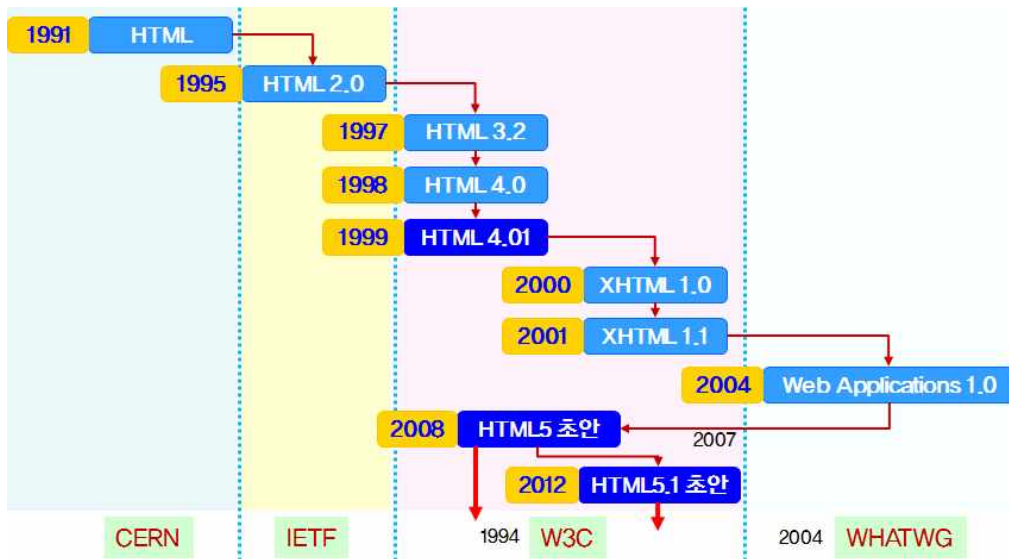 1991 HTML
1995 HTML 2.0
1997 HTML 3.2
1998 HTML 4.0
1999 HTML 4.01
2000 XHTML 1.0
2001 XHTML 1.1
2004 Web Applications 1.0
2008 HTML5 초안
2007
2012 HTML5.1 초안
CERN IETF 1994 W3C 2004 WHATWG